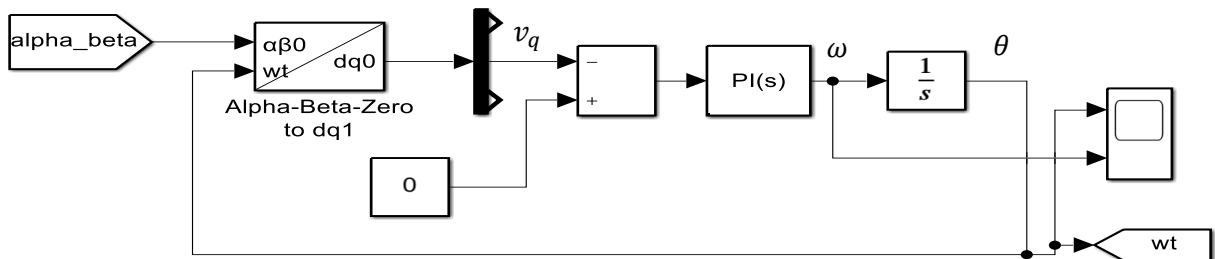 alpha_beta
αβ0
wt
dq0
Alpha-Beta-Zero
to dq1
v_q
−
+
0
PI(s)
ω
1
s
θ
wt